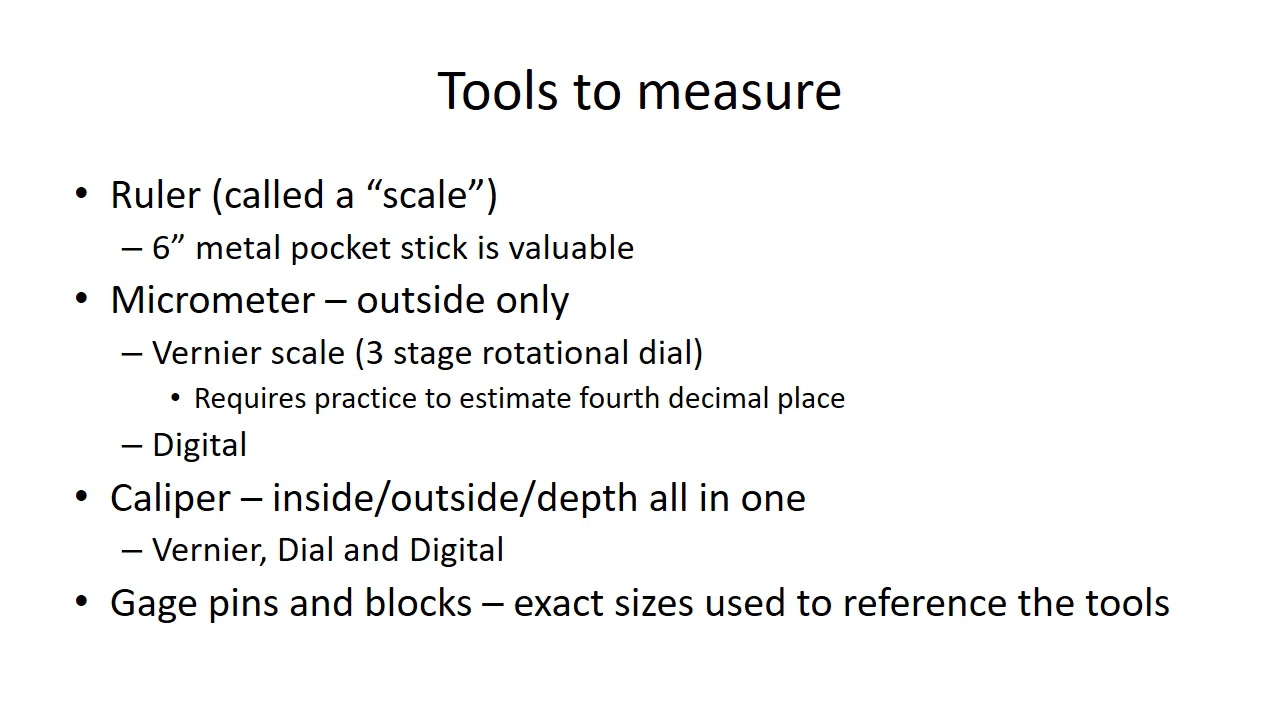 Tools to measure
• Ruler (called a “scale”)
– 6” metal pocket stick is valuable
• Micrometer – outside only
– Vernier scale (3 stage rotational dial)
• Requires practice to estimate fourth decimal place
– Digital
• Caliper – inside/outside/depth all in one
– Vernier, Dial and Digital
• Gage pins and blocks – exact sizes used to reference the tools